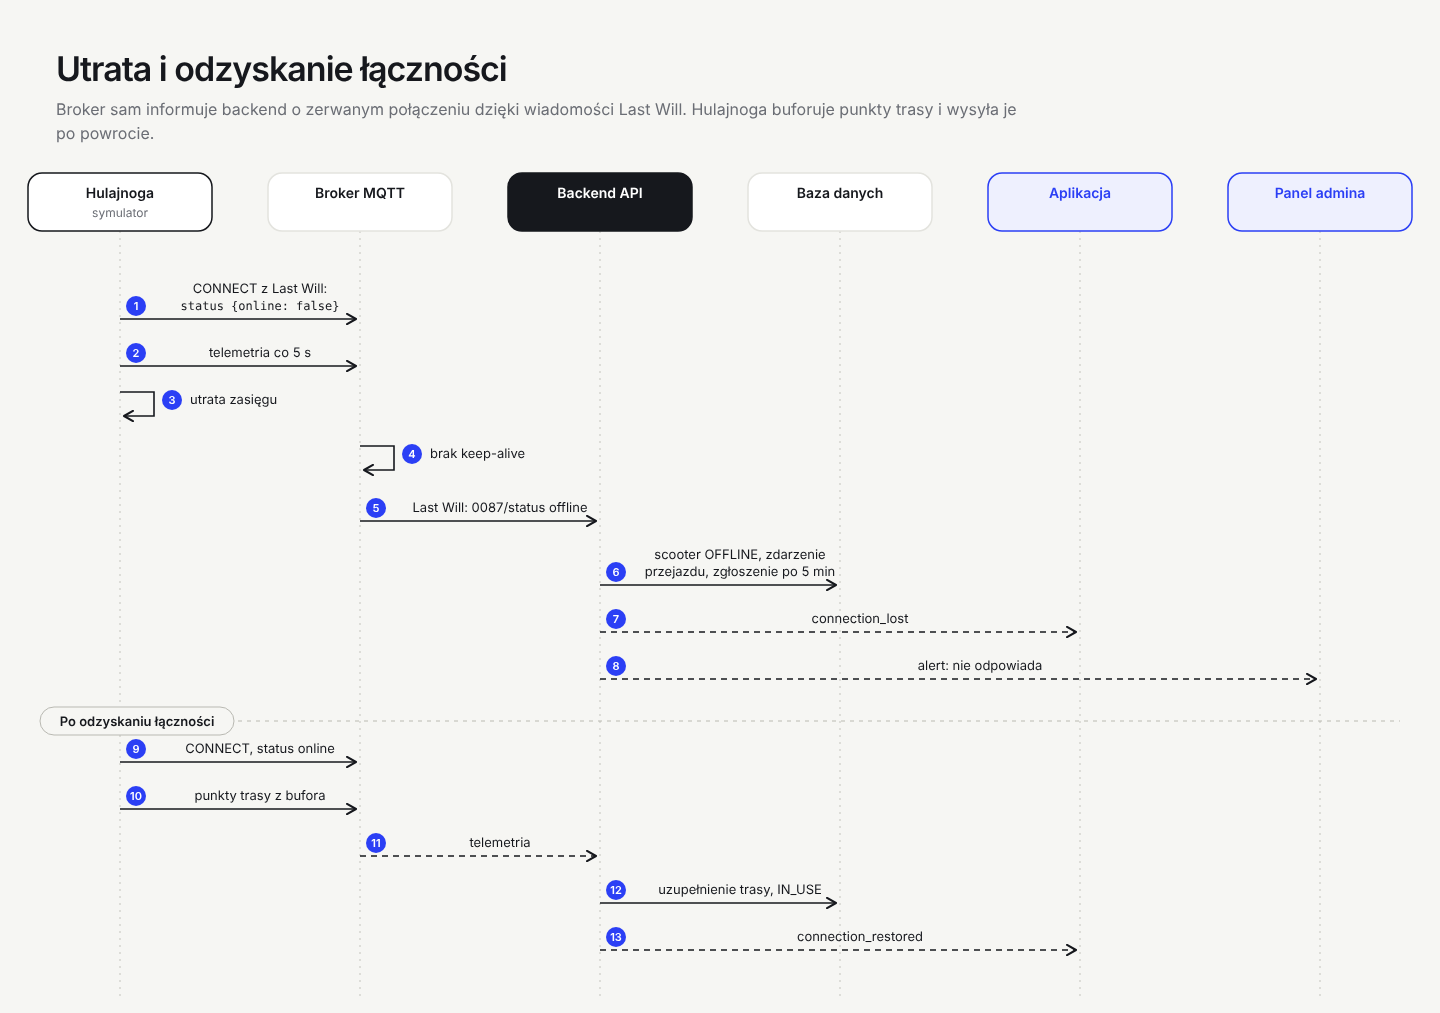 Utrata i odzyskanie łączności
Broker sam informuje backend o zerwanym połączeniu dzięki wiadomości Last Will. Hulajnoga buforuje punkty trasy i wysyła je
po powrocie.
Hulajnoga
symulator
Broker MQTT
Backend API
Baza danych
Aplikacja
Panel admina
CONNECT z Last Will:
1 status {online: false}
2 telemetria co 5 s
3 utrata zasięgu
4 brak keep-alive
5 Last Will: 0087/status offline
scooter OFFLINE, zdarzenie
6 przejazdu, zgłoszenie po 5 min
7 connection_lost
8 alert: nie odpowiada
Po odzyskaniu łączności
9 CONNECT, status online
10 punkty trasy z bufora
11 telemetria
12 uzupełnienie trasy, IN_USE
13 connection_restored